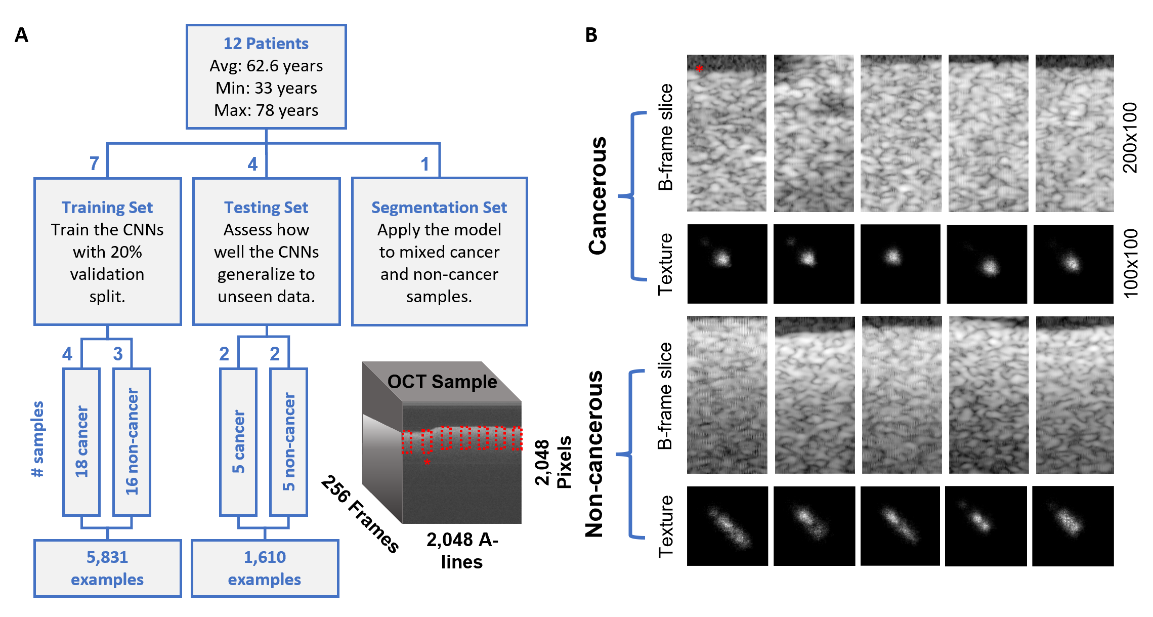 A
12 Patients
Avg: 62.6 years
Min: 33 years
Max: 78 years
7
4
1
Training Set
Train the CNNs
with 20%
validation
split.
Testing Set
Assess how
well the CNNs
generalize to
unseen data.
Segmentation Set
Apply the model
to mixed cancer
and non-cancer
samples.
4
3
2
2
# samples
18 cancer
16 non-cancer
5 cancer
5 non-cancer
5,831
examples
1,610
examples
OCT Sample
256 Frames
2,048 A-
lines
2,048
Pixels
B
Cancerous
B-frame slice
200x100
Texture
100x100
Non-cancerous
B-frame slice
Texture